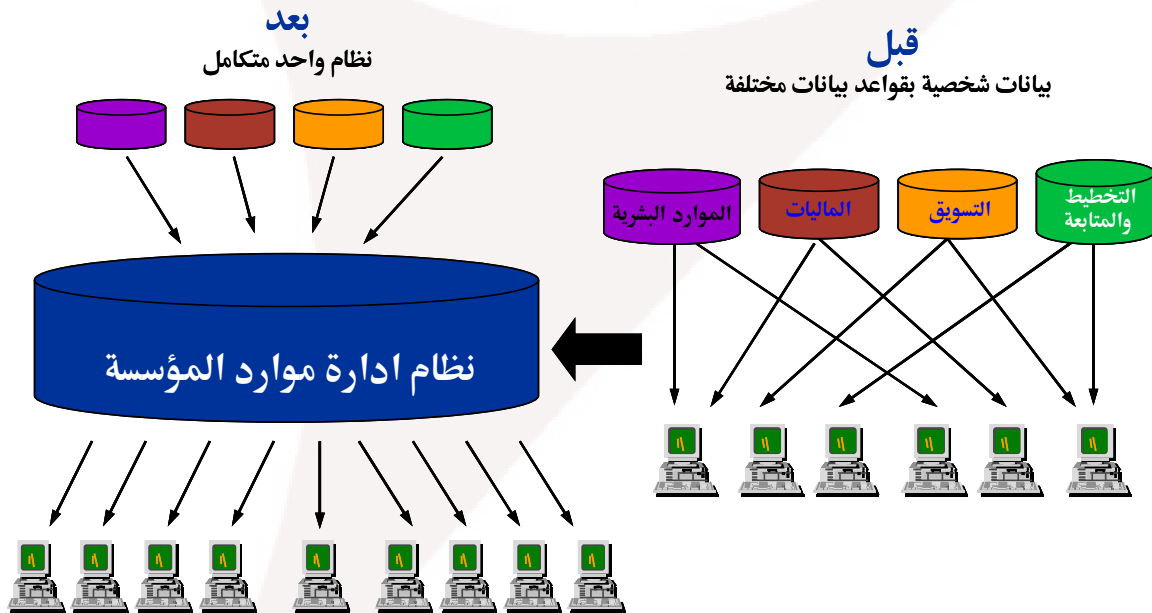 قبل
بيانات شخصية بقواعد بيانات مختلفة
التخطيط
والمتابعة
التسويق
الماليات
الموارد البشرية
بعد
نظام واحد متكامل
نظام ادارة موارد المؤسسة